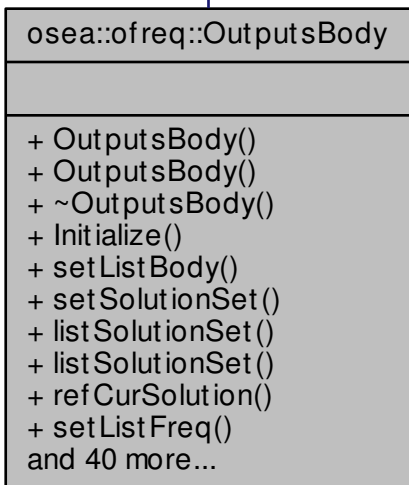 osea::ofreq::OutputsBody
+ OutputsBody()
+ OutputsBody()
+ ~OutputsBody()
+ Initialize()
+ setListBody()
+ setSolutionSet()
+ listSolutionSet()
+ listSolutionSet()
+ refCurSolution()
+ setListFreq()
and 40 more...